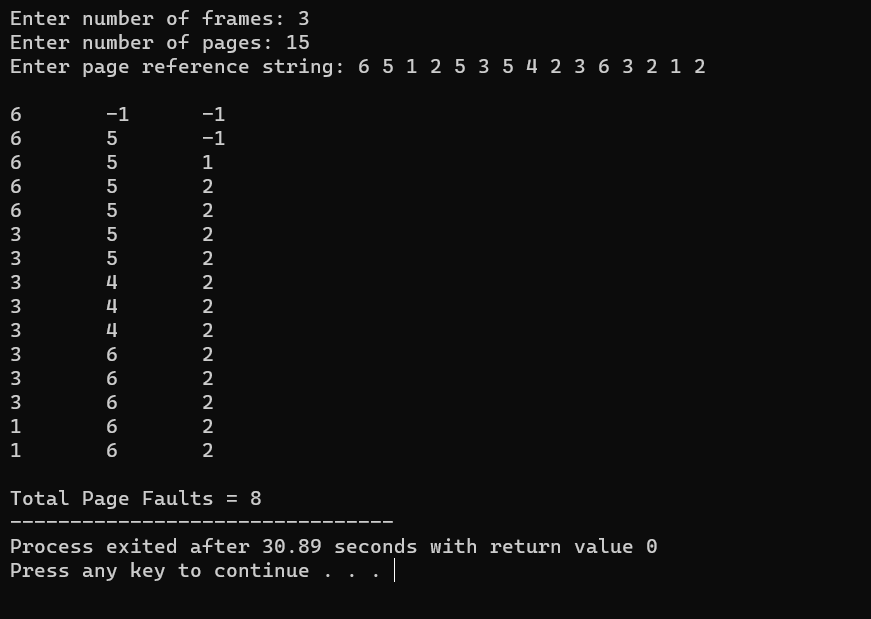 Enter number of frames: 3
Enter number of pages: 15
Enter page reference string: 6 5 1 2 5 3 5 4 2 3 6 3 2 1 2
6 -1 -1
6 5 -1
6 5 1
6 5 2
6 5 2
3 5 2
3 5 2
3 4 2
3 4 2
3 4 2
3 6 2
3 6 2
3 6 2
1 6 2
1 6 2
Total Page Faults = 8
--------------------------------
Process exited after 30.89 seconds with return value 0
Press any key to continue . . .